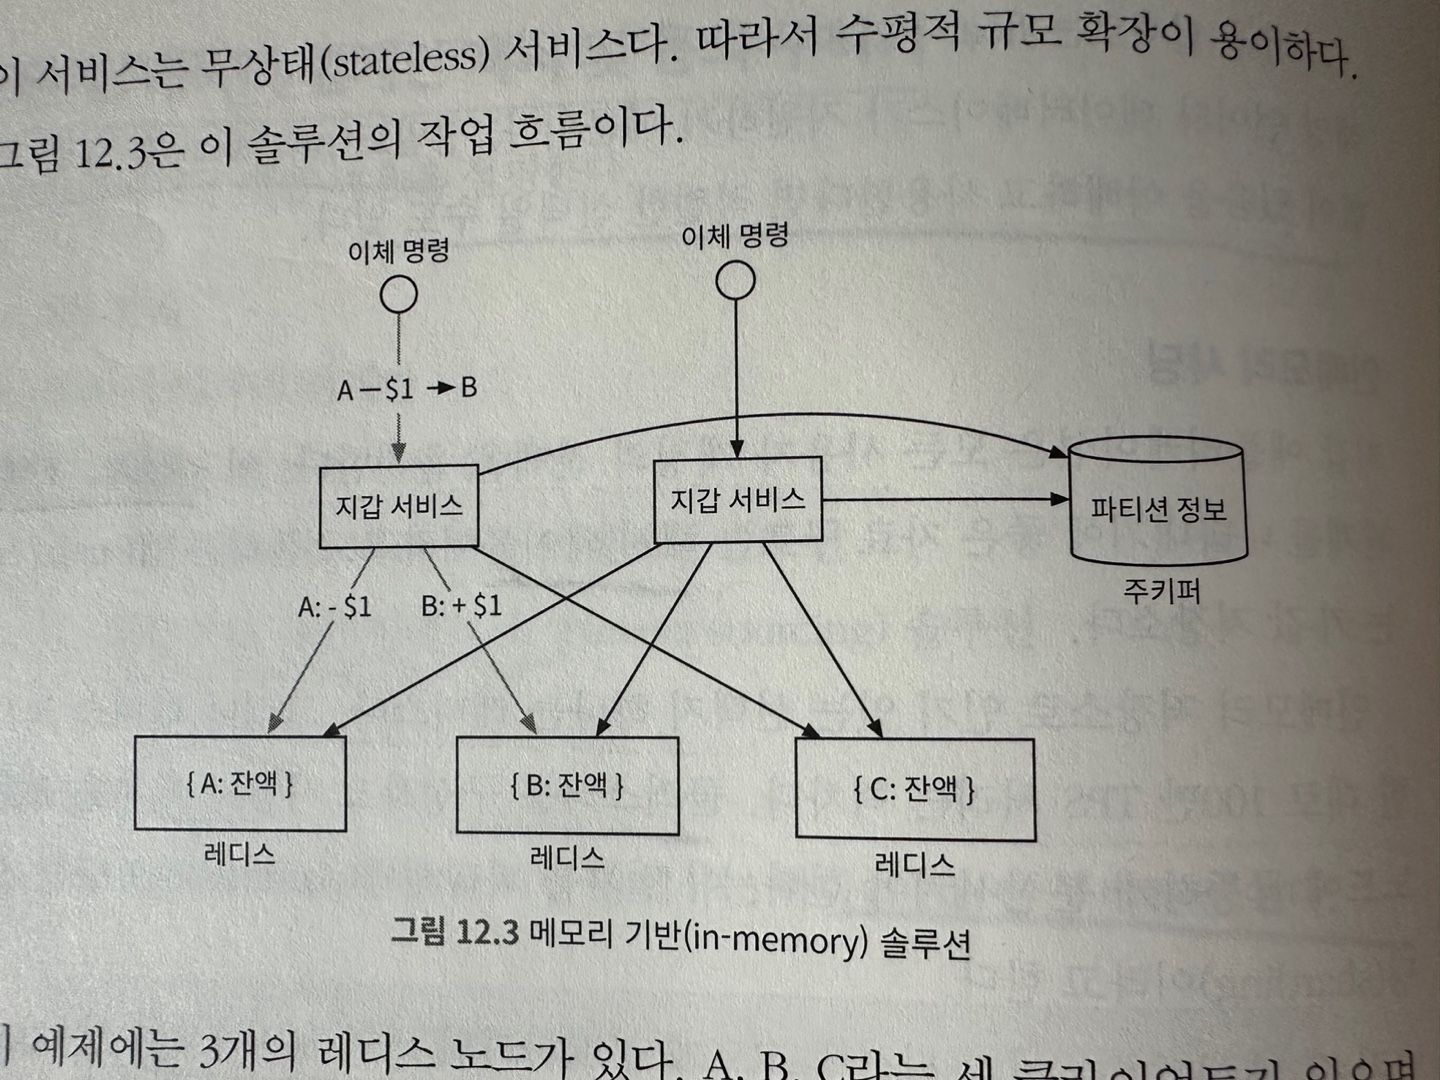 이 서비스는 무상태(stateless) 서비스다. 따라서 수평적 규모 확장이 용이하다.
그림 12.3은 이 솔루션의 작업 흐름이다.
이체 명령
이체 명령
A — $1 → B
지갑 서비스
지갑 서비스
파티션 정보
주키퍼
A: - $1
B: + $1
{ A: 잔액 }
{ B: 잔액 }
{ C: 잔액 }
레디스
레디스
레디스
그림 12.3 메모리 기반(in-memory) 솔루션
예제에는 3개의 레디스 노드가 있다. A, B, C라는 세